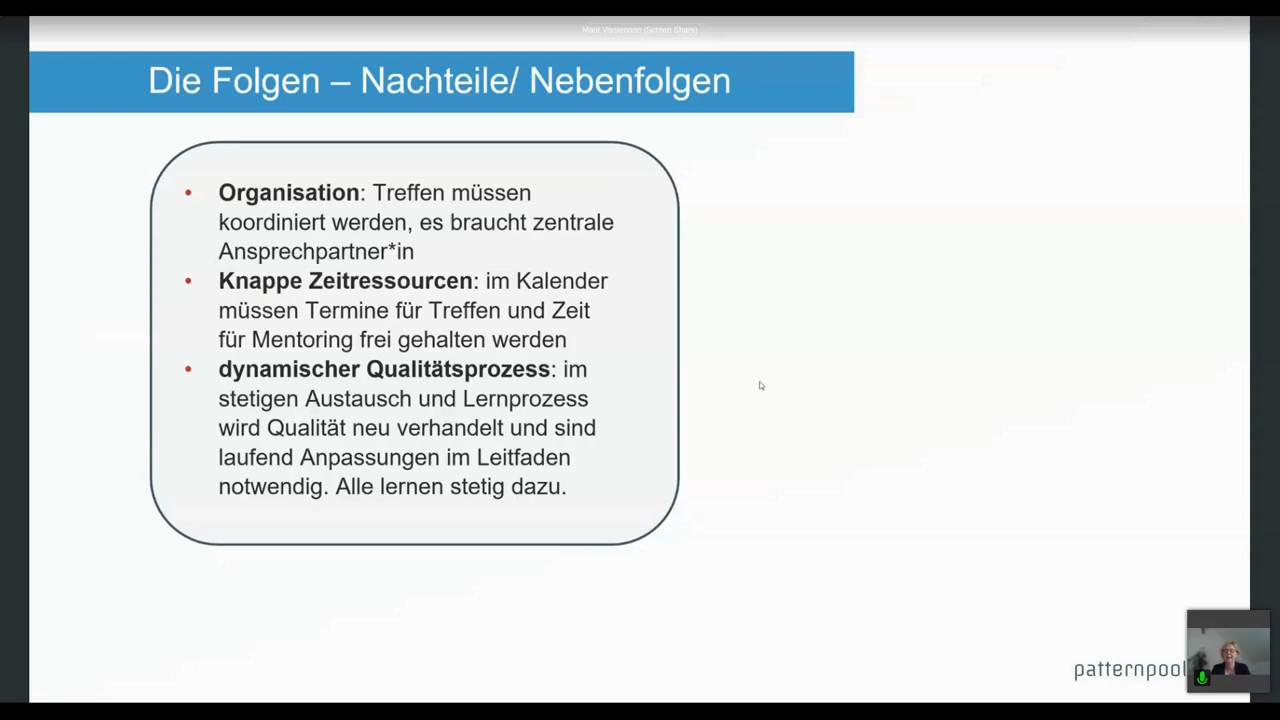 (Screen Share)
Die Folgen – Nachteile/ Nebenfolgen
• Organisation: Treffen müssen
koordiniert werden, es braucht zentrale
Ansprechpartner*in
• Knappe Zeitressourcen: im Kalender
müssen Termine für Treffen und Zeit
für Mentoring frei gehalten werden
• dynamischer Qualitätsprozess: im
stetigen Austausch und Lernprozess
wird Qualität neu verhandelt und sind
laufend Anpassungen im Leitfaden
notwendig. Alle lernen stetig dazu.
patternpool